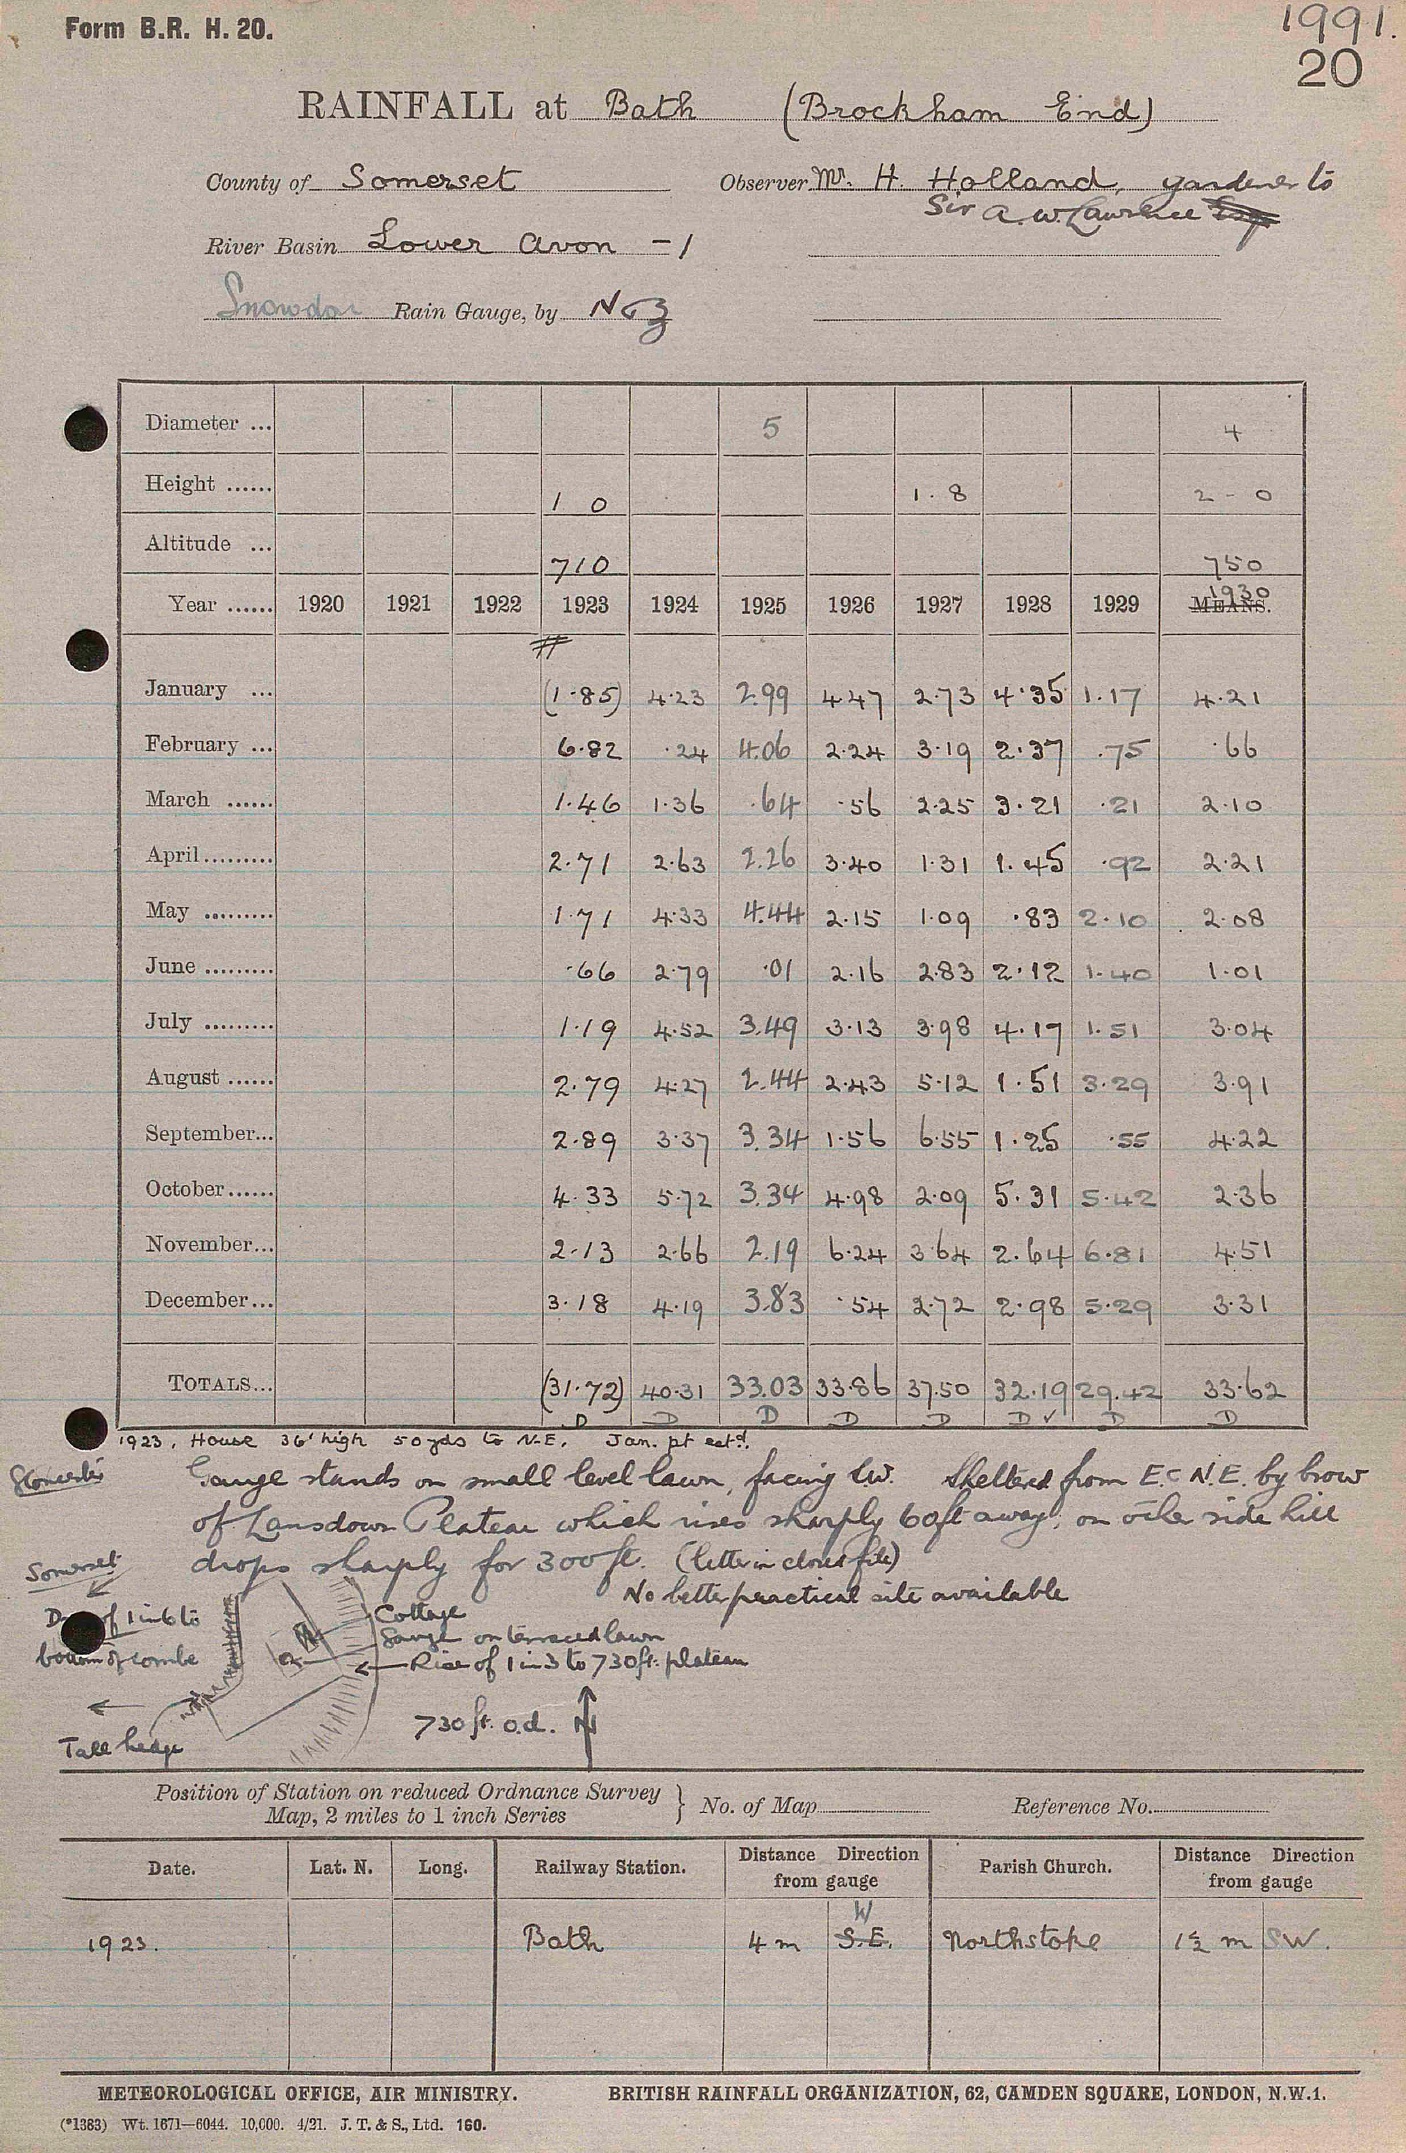 Form B.R. H. 20.
1991.
20
RAINFALL at Bath (Brockham End)
County of Somerset Observer Mr. H. Holland, gardener to
Sir A. W. Lawrence
River Basin Lower Avon - 1
Snowdon Rain Gauge, by N & Z
Diameter ... 5 4
Height ...... 1 0 1. 8 2 - 0
Altitude ... 710 750
Year ...... 1920 1921 1922 1923 1924 1925 1926 1927 1928 1929 MEANS. 1930
January ... (1.85) 4.23 2.99 4.47 2.73 4.35 1.17 4.21
February ... 6.82 .24 4.06 2.24 3.19 2.37 .75 .66
March ...... 1.46 1.36 .64 .56 2.25 3.21 .21 2.10
April ......... 2.71 2.63 2.26 3.40 1.31 1.45 .92 2.21
May ......... 1.71 4.33 4.44 2.15 1.09 .83 2.10 2.08
June ......... .66 2.79 .01 2.16 2.83 2.12 1.40 1.01
July ......... 1.19 4.52 3.49 3.13 3.98 4.17 1.51 3.04
August ...... 2.79 4.27 2.44 2.43 5.12 1.51 3.29 3.91
September... 2.89 3.37 3.34 1.56 6.55 1.25 .55 4.22
October ...... 4.33 5.72 3.34 4.98 2.09 5.31 5.42 2.36
November... 2.13 2.66 2.19 6.24 3.64 2.64 6.81 4.51
December... 3.18 4.19 3.83 .54 2.72 2.98 5.29 3.31
TOTALS... (31.72) 40.31 33.03 33.86 37.50 32.19 29.42 33.62
D D D D D D ✓ D D
1923, House 36' high 50 yds to N.E. Jan. pt estd.
Gloucester
Gauge stands on small level lawn, facing S.W. Sheltered from E & N.E. by brow
of Lansdown Plateau which rises sharply 60ft away, on other side hill
drops sharply for 300ft. (letter in closed file)
Somerset
No better practical site available
of 1 in 6 to
bottom of combe
Cottage
Gauge on terraced lawn
Rise of 1 in 3 to 730ft. plateau
730 ft. o.d. N
Tall hedge
Position of Station on reduced Ordnance Survey
Map, 2 miles to 1 inch Series } No. of Map Reference No.
Date. Lat. N. Long. Railway Station. Distance Direction from gauge Parish Church. Distance Direction from gauge
W
1923. Bath 4 m S.E. Northstoke 1½ m SW.
METEOROLOGICAL OFFICE, AIR MINISTRY. BRITISH RAINFALL ORGANIZATION, 62, CAMDEN SQUARE, LONDON, N.W.1.
(*1383) Wt. 1671—6044. 10,000. 4/21. J. T. & S., Ltd. 160.